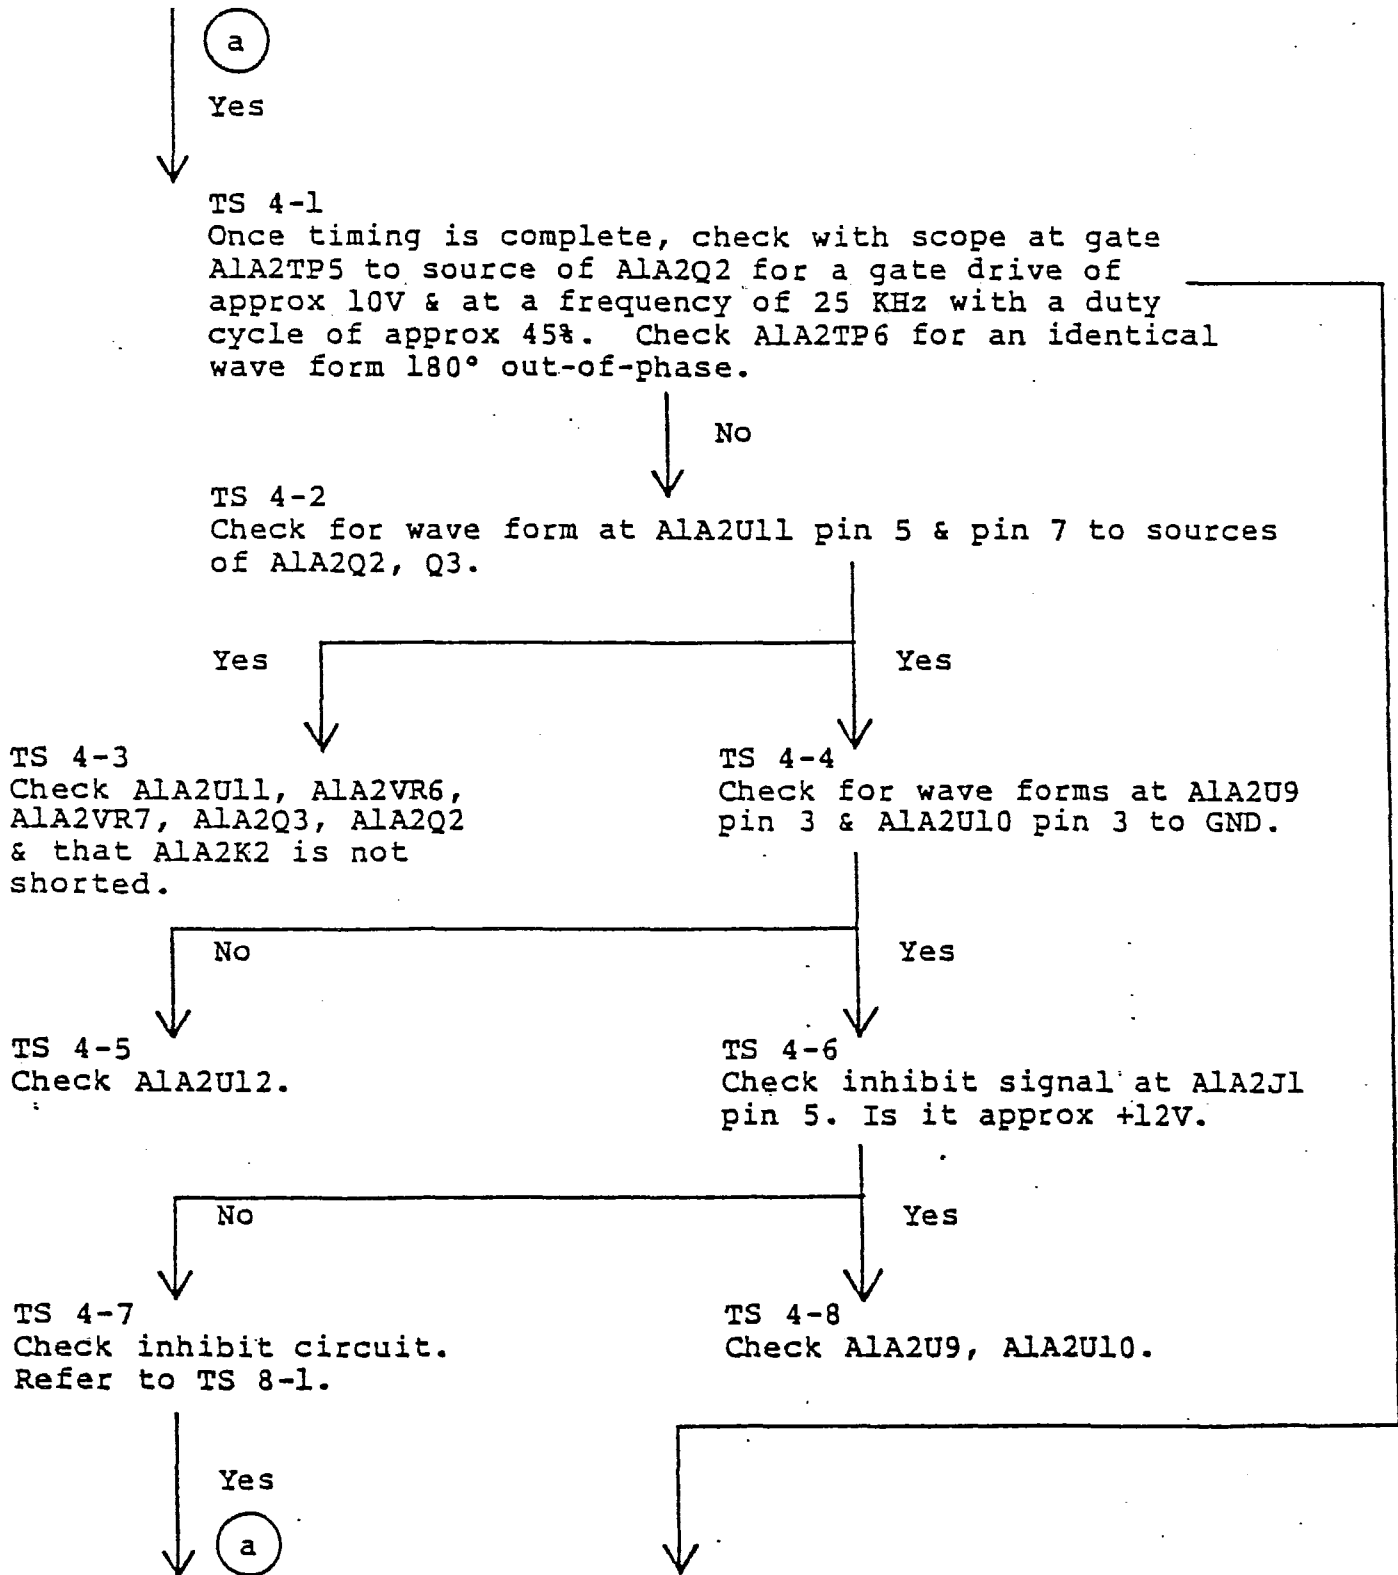 a
Yes
TS 4-1
Once timing is complete, check with scope at gate
A1A2TP5 to source of A1A2Q2 for a gate drive of
approx 10V & at a frequency of 25 KHz with a duty
cycle of approx 45%. Check A1A2TP6 for an identical
wave form 180° out-of-phase.
No
TS 4-2
Check for wave form at A1A2U11 pin 5 & pin 7 to sources
of A1A2Q2, Q3.
Yes
Yes
TS 4-3
Check A1A2U11, A1A2VR6,
A1A2VR7, A1A2Q3, A1A2Q2
& that A1A2K2 is not
shorted.
TS 4-4
Check for wave forms at A1A2U9
pin 3 & A1A2U10 pin 3 to GND.
No
Yes
TS 4-5
Check A1A2U12.
TS 4-6
Check inhibit signal at A1A2J1
pin 5. Is it approx +12V.
No
Yes
TS 4-7
Check inhibit circuit.
Refer to TS 8-1.
TS 4-8
Check A1A2U9, A1A2U10.
Yes
a